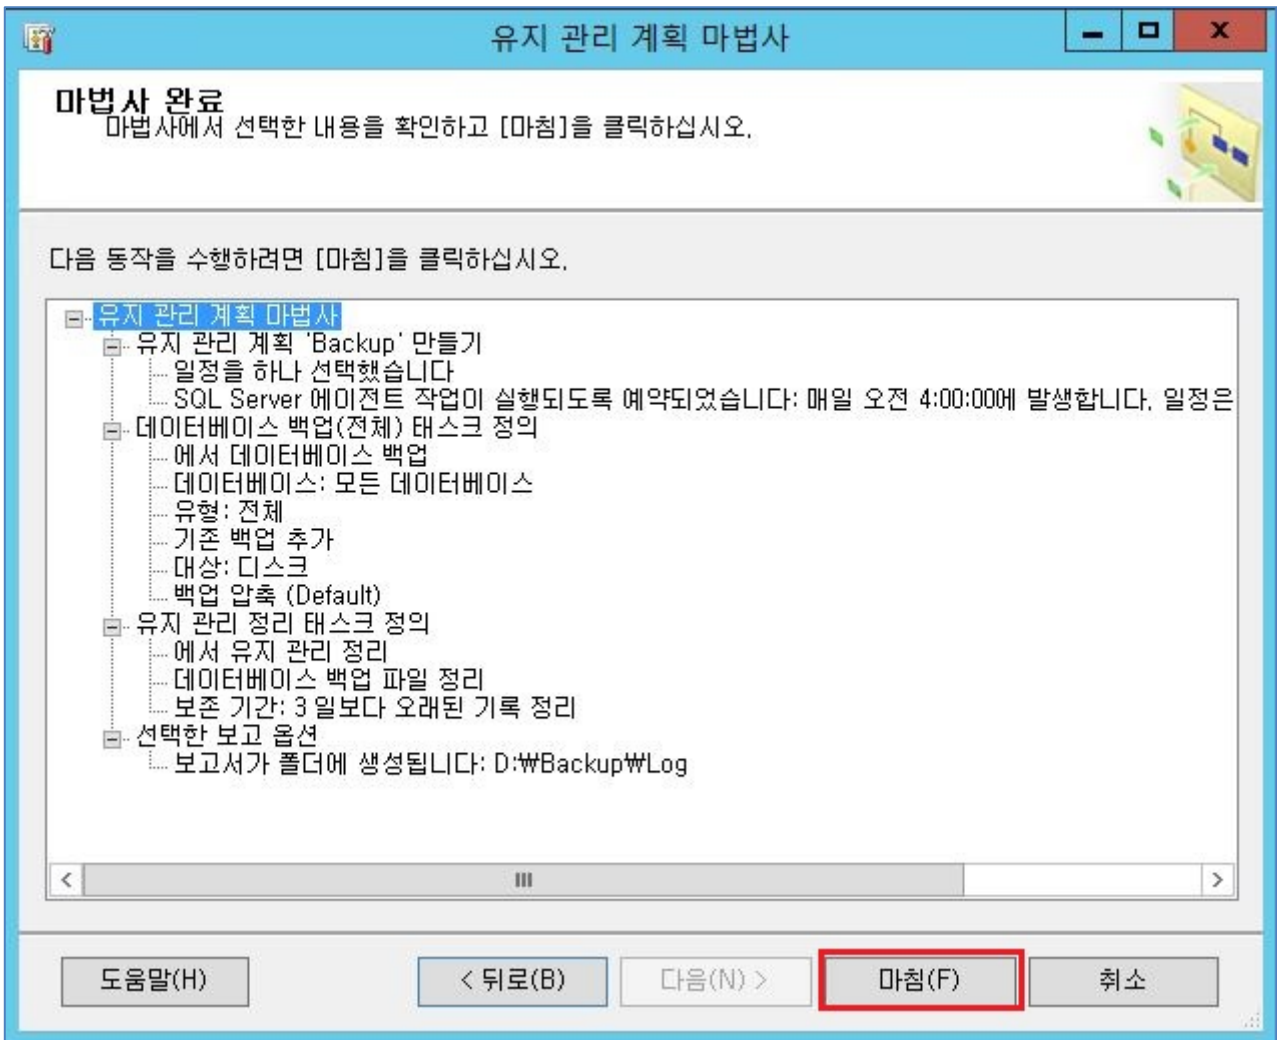 유지 관리 계획 마법사
마법사 완료
마법사에서 선택한 내용을 확인하고 [마침]을 클릭하십시오.
다음 동작을 수행하려면 [마침]을 클릭하십시오.
유지 관리 계획 마법사
유지 관리 계획 'Backup' 만들기
일정을 하나 선택했습니다
SQL Server 에이전트 작업이 실행되도록 예약되었습니다: 매일 오전 4:00:00에 발생합니다. 일정은
데이터베이스 백업(전체) 태스크 정의
에서 데이터베이스 백업
데이터베이스: 모든 데이터베이스
유형: 전체
기존 백업 추가
대상: 디스크
백업 압축 (Default)
유지 관리 정리 태스크 정의
에서 유지 관리 정리
데이터베이스 백업 파일 정리
보존 기간: 3 일보다 오래된 기록 정리
선택한 보고 옵션
보고서가 폴더에 생성됩니다: D:₩Backup₩Log
도움말(H) < 뒤로(B) 다음(N) > 마침(F) 취소